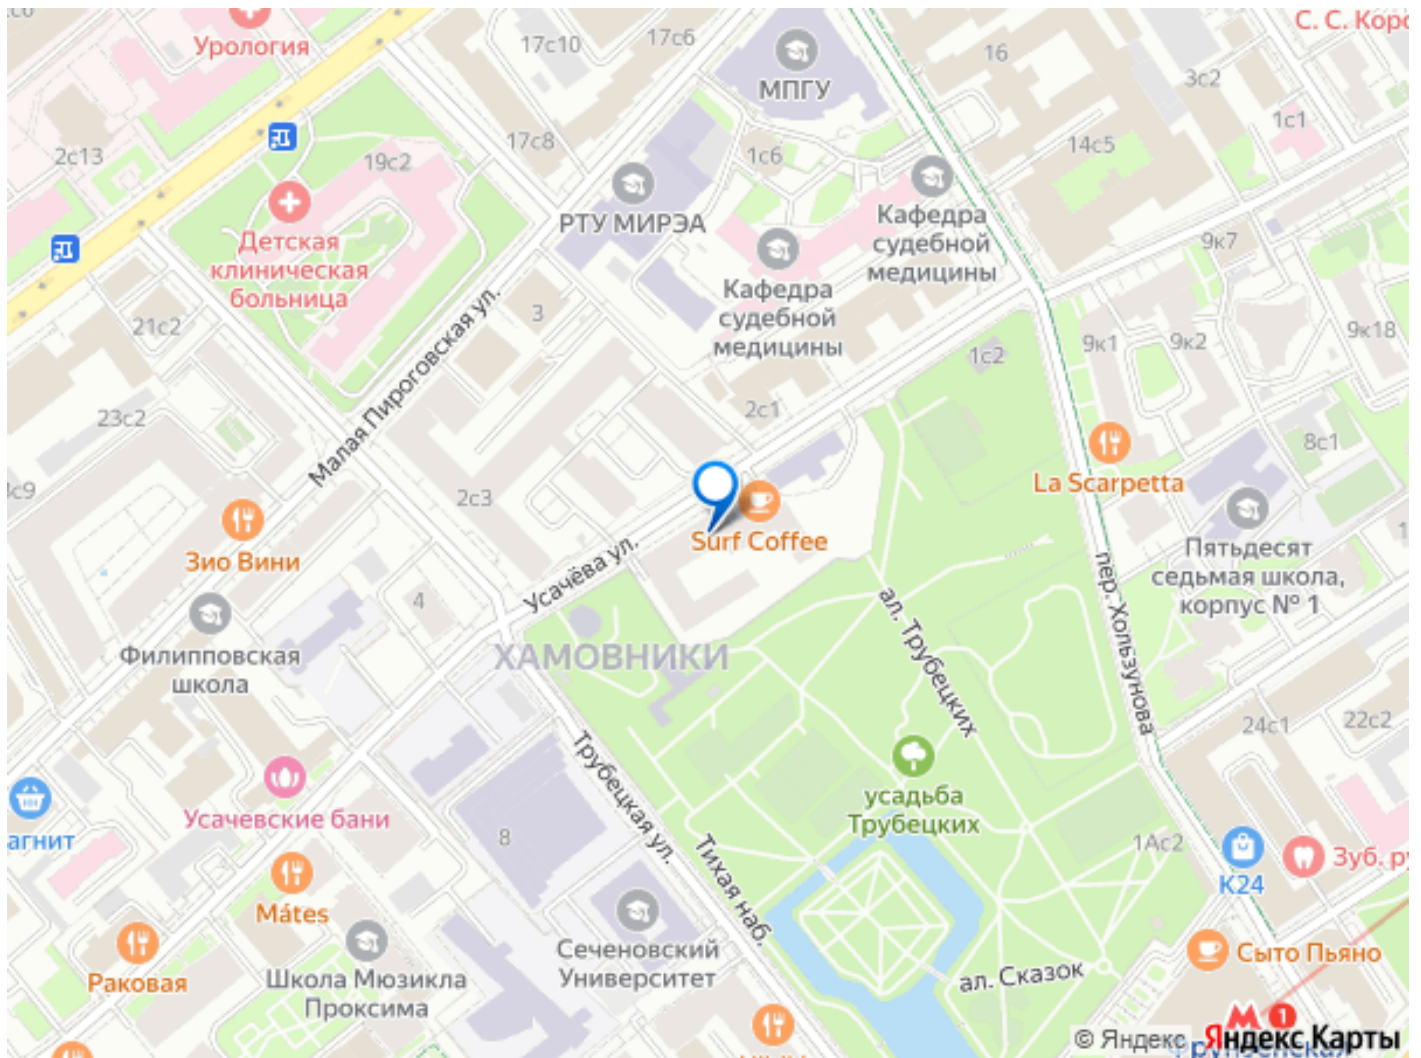 Урология
17с10
17с6
МПГУ
16
С. С. Коро
3с2
1с1
2с13
19с2
17с8
1с6
14с5
РТУ МИРЭА
Кафедра
судебной
медицины
Детская
клиническая
больница
Кафедра
судебной
медицины
9к7
21с2
3
1с2
9к1
9к2
9к18
Малая Пироговская ул.
23с2
2с1
8с1
La Scarpetta
2с3
Surf Coffee
Зио Вини
Усачёва ул.
Пятьдесят
седьмая школа,
корпус № 1
пер. Хользунова
4
ал. Трубецких
Филипповская
школа
ХАМОВНИКИ
24с1
22с2
Трубецкая ул.
усадьба
Трубецких
Усачевские бани
агнит
8
Тихая наб.
1Ас2
К24
Зуб. ру
Mátes
Сеченовский
Университет
Раковая
Школа Мюзикла
Проксима
ал. Сказок
Сыто Пьяно
1
© Яндекс Яндекс Карты